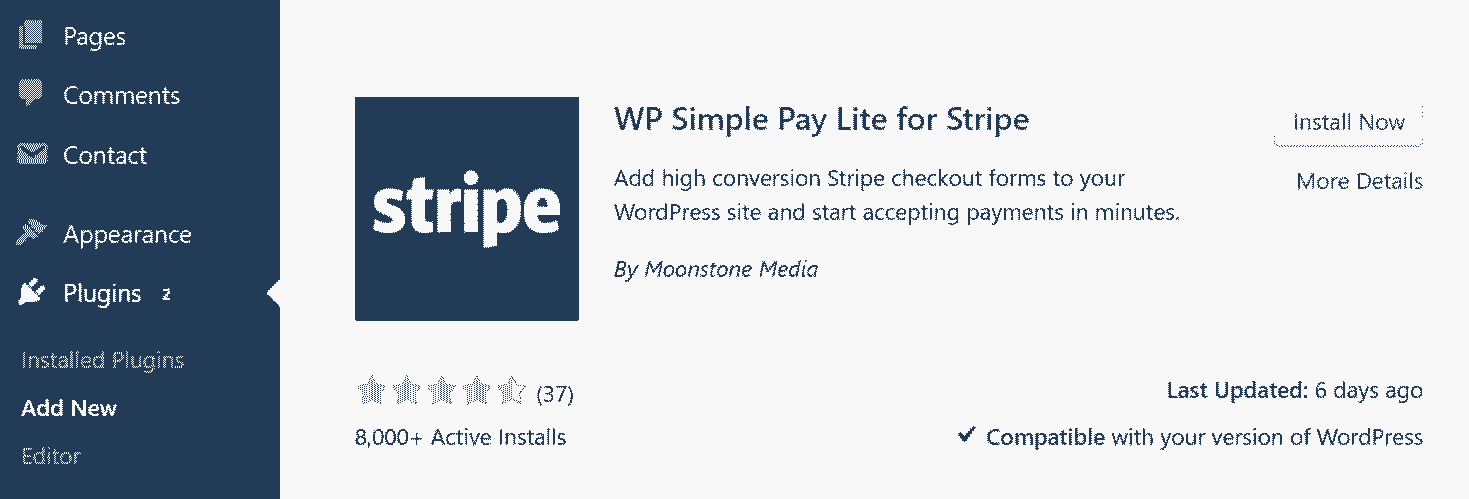 Pages
Comments
Contact
Appearance
Plugins 2
Installed Plugins
Add New
Editor
stripe
WP Simple Pay Lite for Stripe
Add high conversion Stripe checkout forms to your
WordPress site and start accepting payments in minutes.
By Moonstone Media
Install Now
More Details
(37)
8,000+ Active Installs
Last Updated: 6 days ago
Compatible with your version of WordPress